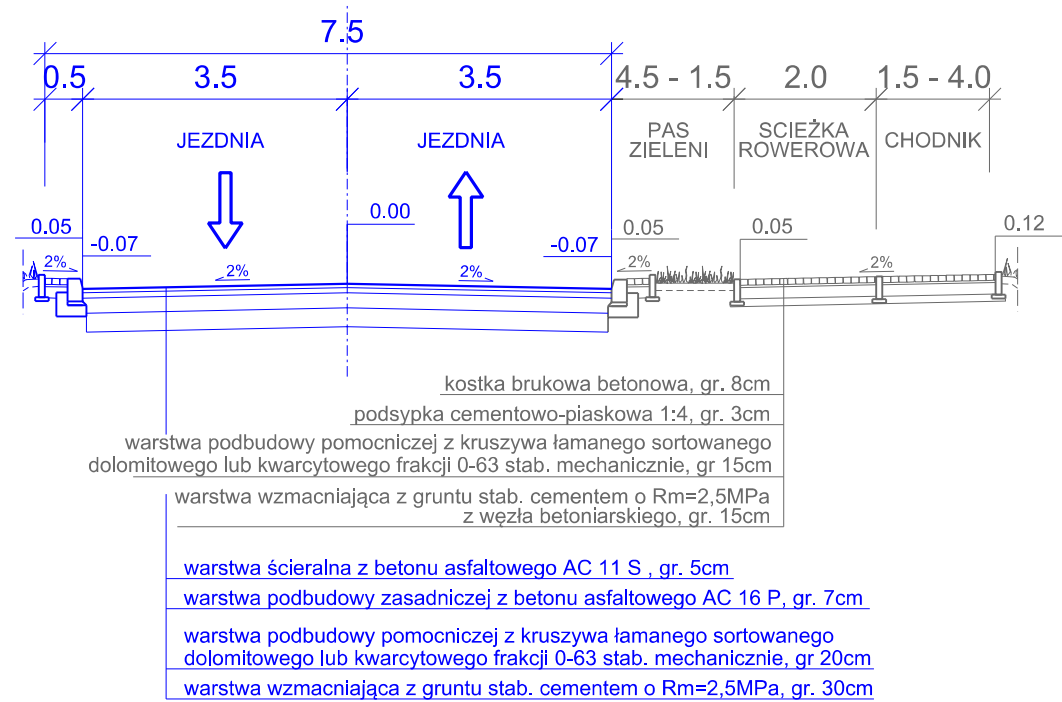 7.5
0.5 3.5 3.5 4.5 - 1.5 2.0 1.5 - 4.0
JEZDNIA JEZDNIA PAS
ZIELENI SCIEŻKA
ROWEROWA CHODNIK
0.05 -0.07 0.00 -0.07 0.05 0.05 0.12
2% 2% 2% 2% 2%
kostka brukowa betonowa, gr. 8cm
podsypka cementowo-piaskowa 1:4, gr. 3cm
warstwa podbudowy pomocniczej z kruszywa łamanego sortowanego
dolomitowego lub kwarcytowego frakcji 0-63 stab. mechanicznie, gr 15cm
warstwa wzmacniająca z gruntu stab. cementem o Rm=2,5MPa
z węzła betoniarskiego, gr. 15cm
warstwa ścieralna z betonu asfaltowego AC 11 S , gr. 5cm
warstwa podbudowy zasadniczej z betonu asfaltowego AC 16 P, gr. 7cm
warstwa podbudowy pomocniczej z kruszywa łamanego sortowanego
dolomitowego lub kwarcytowego frakcji 0-63 stab. mechanicznie, gr 20cm
warstwa wzmacniająca z gruntu stab. cementem o Rm=2,5MPa, gr. 30cm